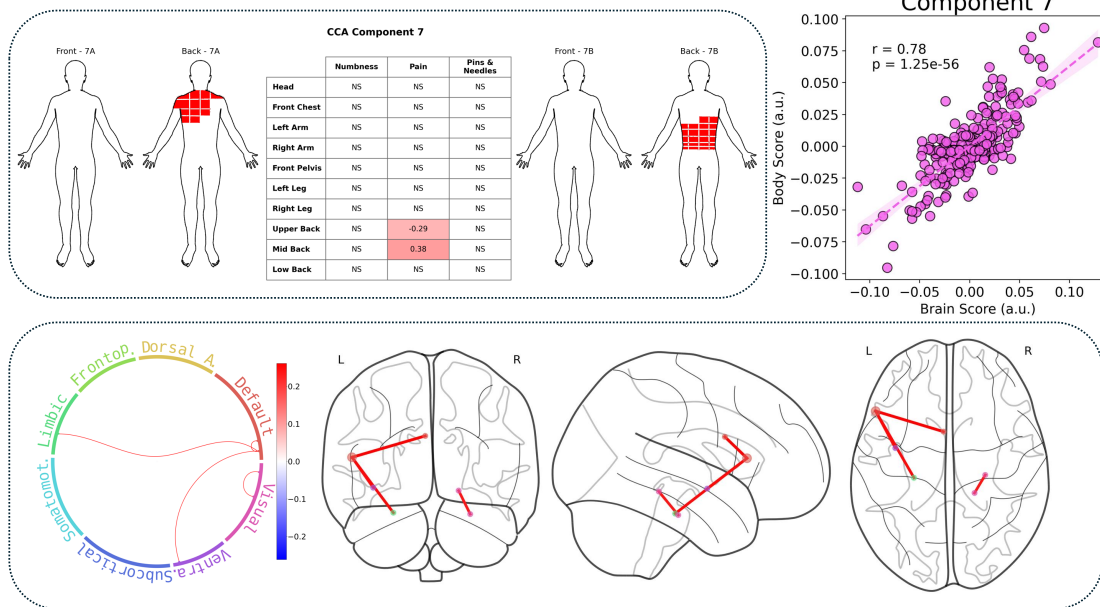 Component 7
CCA Component 7
Front - 7A
Back - 7A
Front - 7B
Back - 7B
Numbness Pain Pins & Needles
Head NS NS NS
Front Chest NS NS NS
Left Arm NS NS NS
Right Arm NS NS NS
Front Pelvis NS NS NS
Left Leg NS NS NS
Right Leg NS NS NS
Upper Back NS -0.29 NS
Mid Back NS 0.38 NS
Low Back NS NS NS
r = 0.78
p = 1.25e-56
Body Score (a.u.)
0.100
0.075
0.050
0.025
0.000
-0.025
-0.050
-0.075
-0.100
-0.10 -0.05 0.00 0.05 0.10
Brain Score (a.u.)
Limbic
Frontop.
Dorsal A.
Default
Visual
Ventra.
Subcortical
Somatomot.
0.2
0.1
0.0
-0.1
-0.2
L R
L R